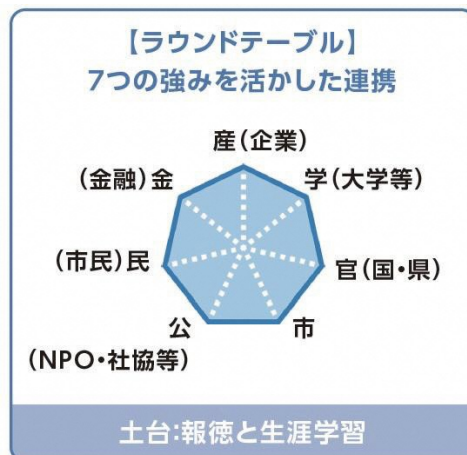 【ラウンドテーブル】
7つの強みを活かした連携
産(企業)
(金融)金
学(大学等)
(市民)民
官(国・県)
公
市
(NPO・社協等)
土台:報徳と生涯学習